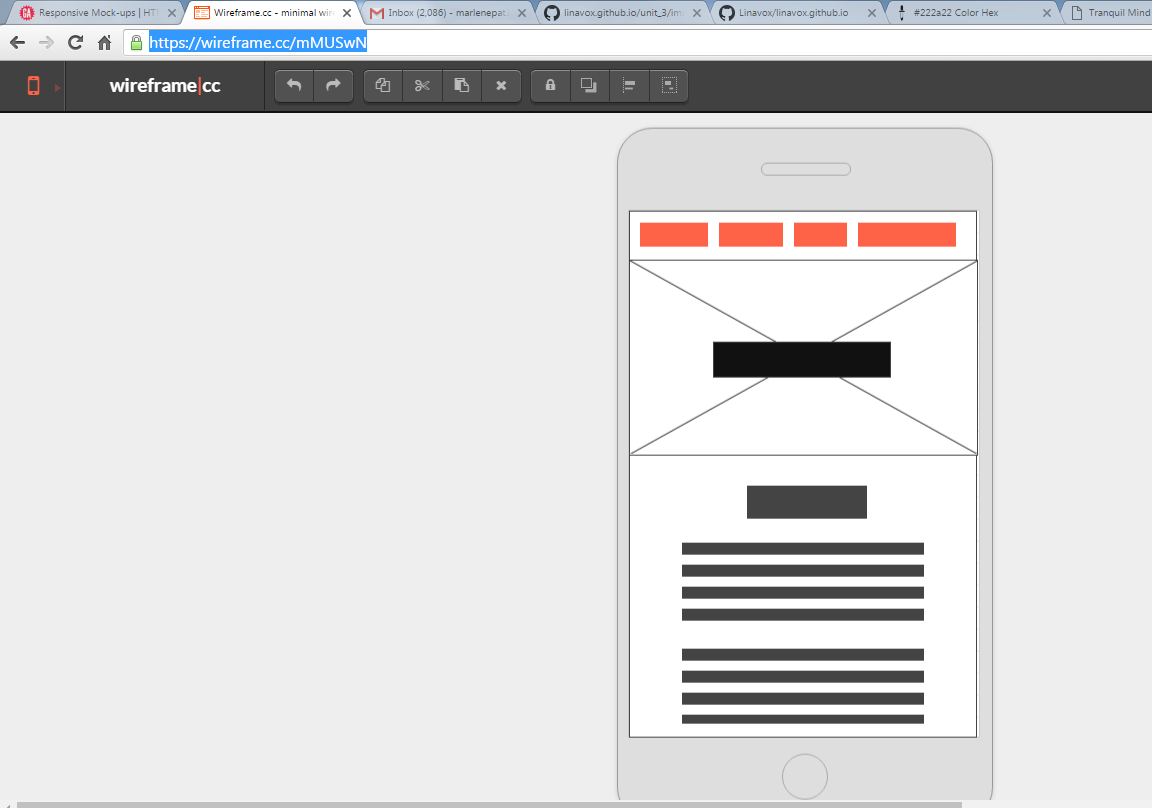 Responsive Mock-ups | HT
Wireframe.cc - minimal wir
Inbox (2,086) - marlenepat
linavox.github.io/unit_3/im
Linavox/linavox.github.io
#222a22 Color Hex
Tranquil Mind
https://wireframe.cc/mMUSwN
wireframe|cc